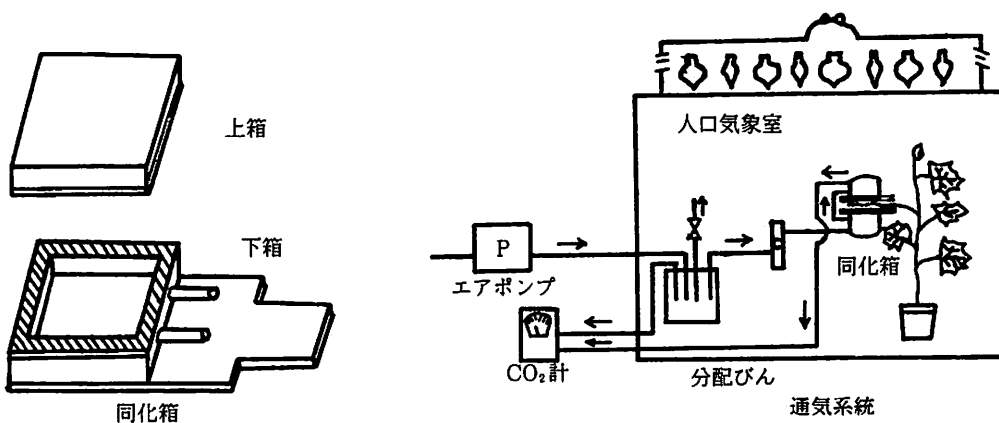 上箱
下箱
同化箱
人口気象室
P
エアポンプ
同化箱
CO₂計
分配びん
通気系統